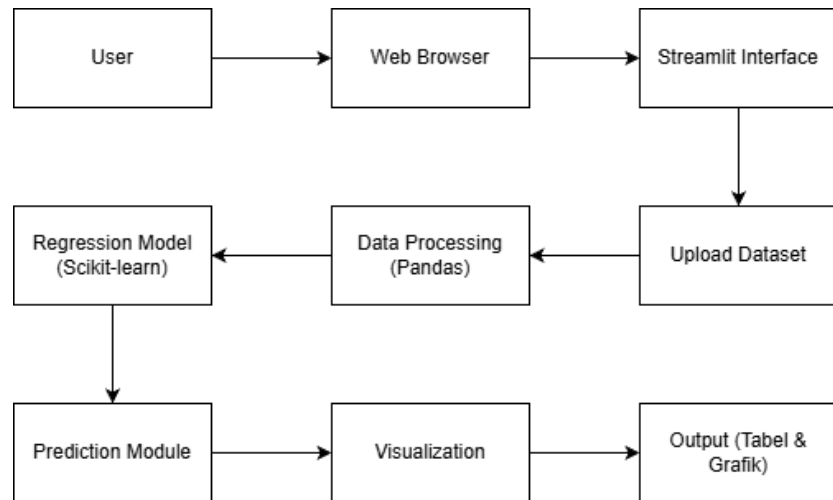 User
Web Browser
Streamlit Interface
Upload Dataset
Data Processing
(Pandas)
Regression Model
(Scikit-learn)
Prediction Module
Visualization
Output (Tabel &
Grafik)